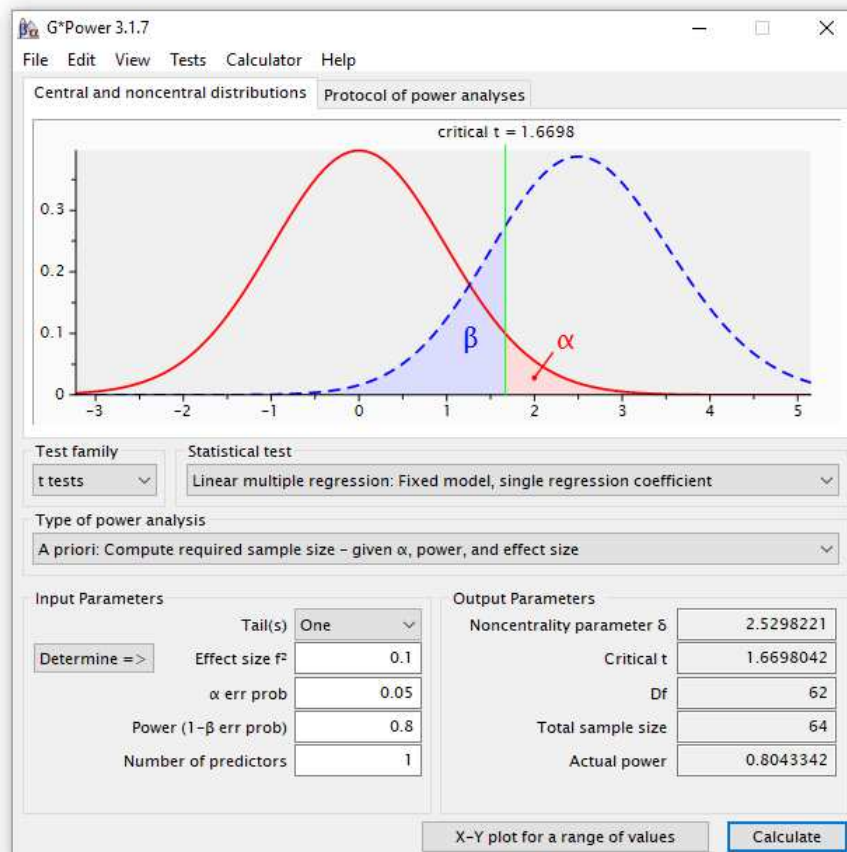 G*Power 3.1.7
File Edit View Tests Calculator Help
Central and noncentral distributions Protocol of power analyses
critical t = 1.6698
0.3
0.2
0.1
0
β
α
-3 -2 -1 0 1 2 3 4 5
Test family Statistical test
t tests Linear multiple regression: Fixed model, single regression coefficient
Type of power analysis
A priori: Compute required sample size - given α, power, and effect size
Input Parameters
Tail(s) One
Determine => Effect size f² 0.1
α err prob 0.05
Power (1-β err prob) 0.8
Number of predictors 1
Output Parameters
Noncentrality parameter δ 2.5298221
Critical t 1.6698042
Df 62
Total sample size 64
Actual power 0.8043342
X-Y plot for a range of values Calculate